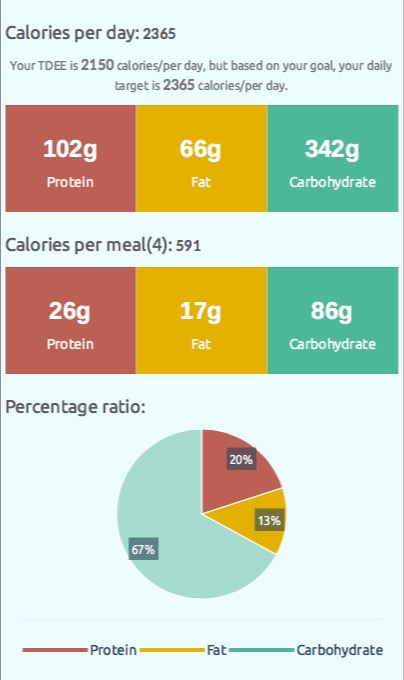 Calories per day: 2365
Your TDEE is 2150 calories/per day, but based on your goal, your daily
target is 2365 calories/per day.
102g 66g 342g
Protein Fat Carbohydrate
Calories per meal(4): 591
26g 17g 86g
Protein Fat Carbohydrate
Percentage ratio:
20%
13%
67%
Protein Fat Carbohydrate